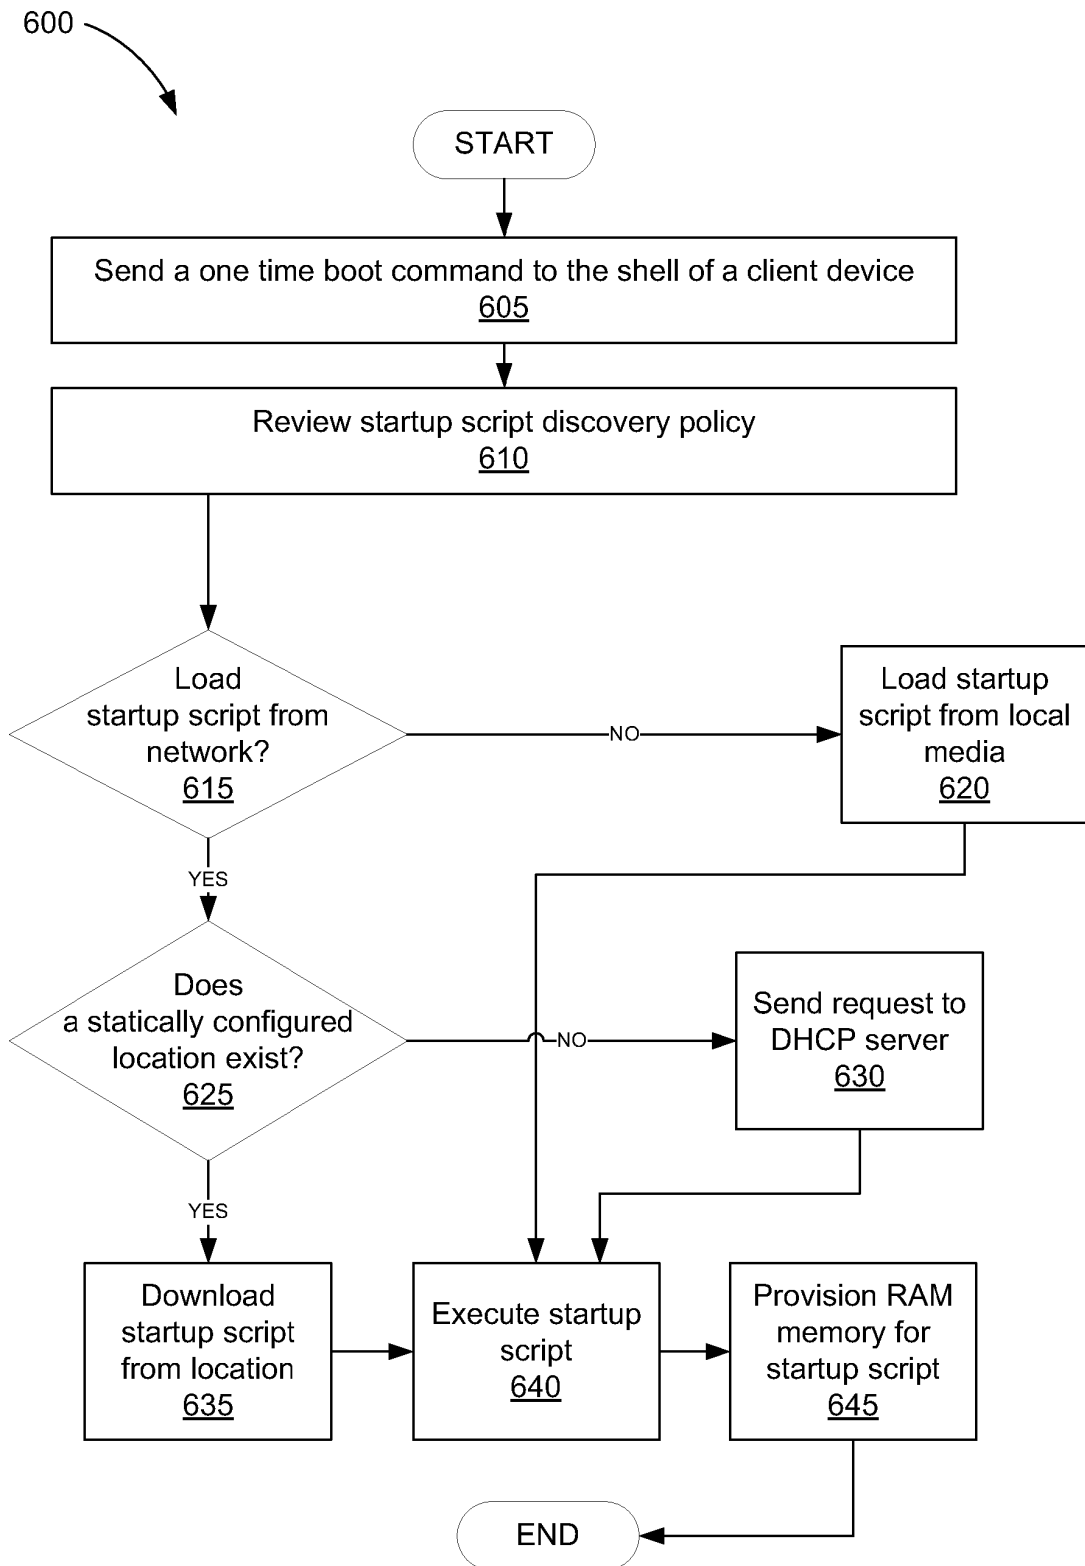 600
START
Send a one time boot command to the shell of a client device
605
Review startup script discovery policy
610
Load
startup script from
network?
615
NO
Load startup
script from local
media
620
YES
Does
a statically configured
location exist?
625
NO
Send request to
DHCP server
630
YES
Download
startup script
from location
635
Execute startup
script
640
Provision RAM
memory for
startup script
645
END